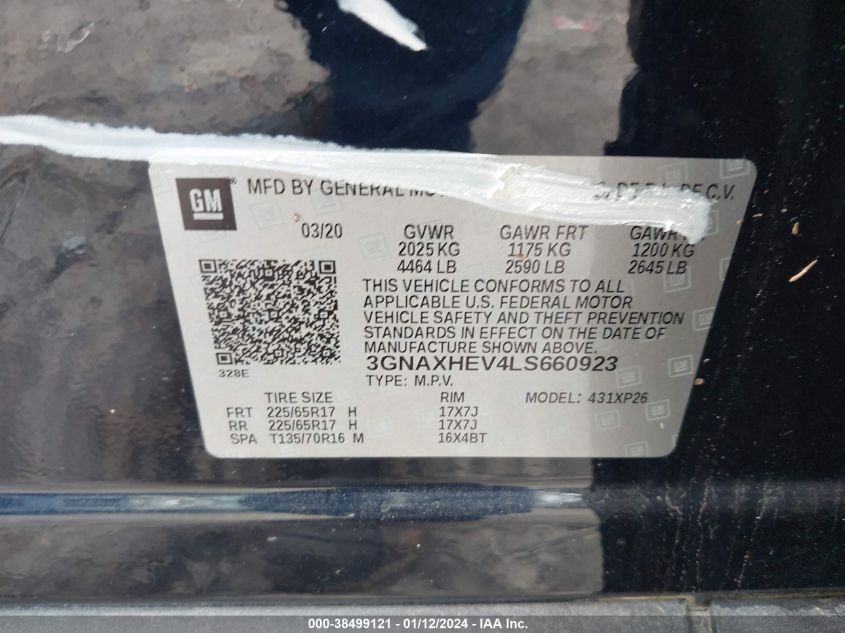 GM ® MFD BY GENERAL DE C.V.
03/20 GVWR GAWR FRT GAWR
2025 KG 1175 KG 1200 KG
4464 LB 2590 LB 2645 LB
THIS VEHICLE CONFORMS TO ALL
APPLICABLE U.S. FEDERAL MOTOR
VEHICLE SAFETY AND THEFT PREVENTION
STANDARDS IN EFFECT ON THE DATE OF
MANUFACTURE SHOWN ABOVE.
328E 3GNAXHEV4LS660923
TYPE: M.P.V.
TIRE SIZE RIM MODEL: 431XP26
FRT 225/65R17 H 17X7J
RR 225/65R17 H 17X7J
SPA T135/70R16 M 16X4BT
000-38499121 - 01/12/2024 - IAA Inc.